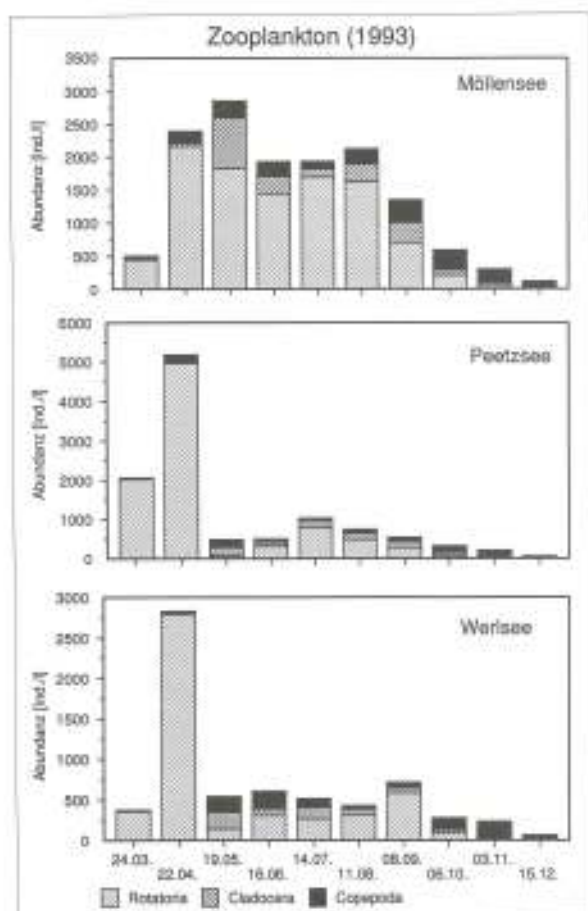 Zooplankton (1993)
Möllensee
Abundanz [Ind./l]
3500
3000
2500
2000
1500
1000
500
0
Peetzsee
Abundanz [Ind./l]
6000
5000
4000
3000
2000
1000
0
Werlsee
Abundanz [Ind./l]
3000
2500
2000
1500
1000
500
0
24.03. 19.05. 14.07. 08.09. 03.11.
22.04. 16.06. 11.08. 06.10. 15.12.
Rotatoria Cladocera Copepoda